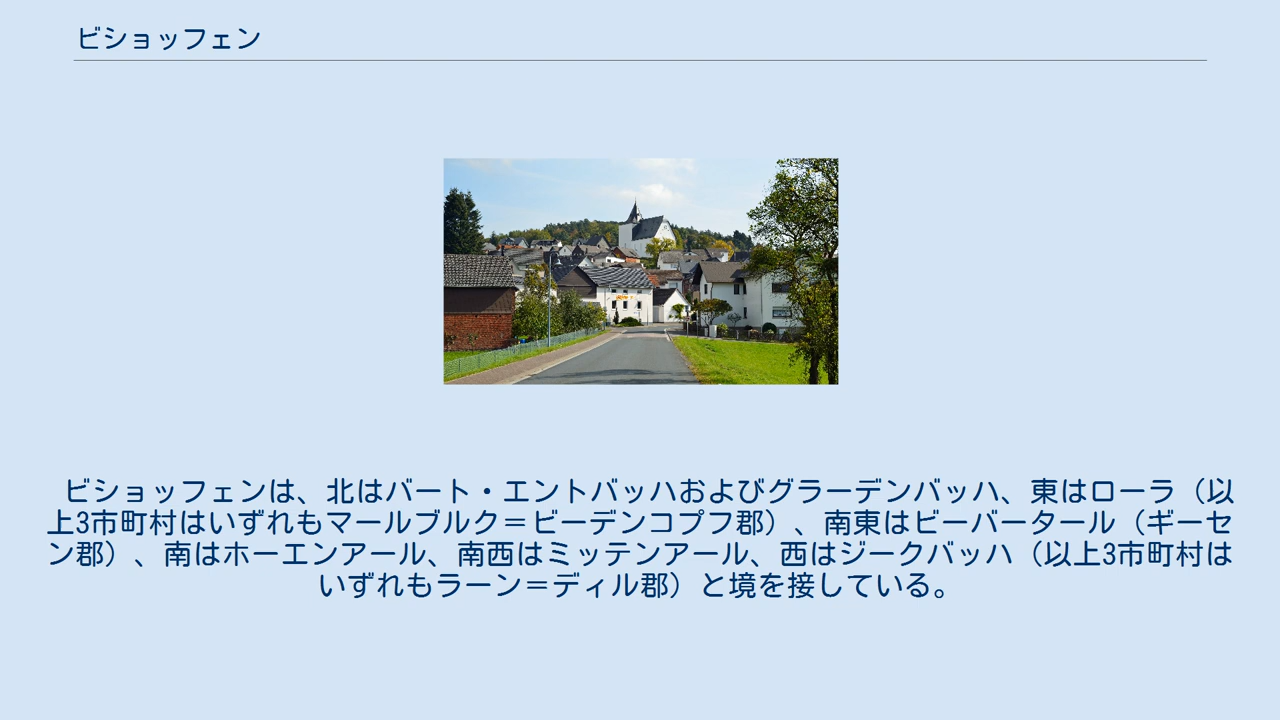 ビショッフェン
ビショッフェンは、北はバート・エントバッハおよびグラーデンバッハ、東はローラ（以
上3市町村はいずれもマールブルク＝ビーデンコプフ郡）、南東はビーバータール（ギーセ
ン郡）、南はホーエンアール、南西はミッテンアール、西はジークバッハ（以上3市町村は
いずれもラーン＝ディル郡）と境を接している。